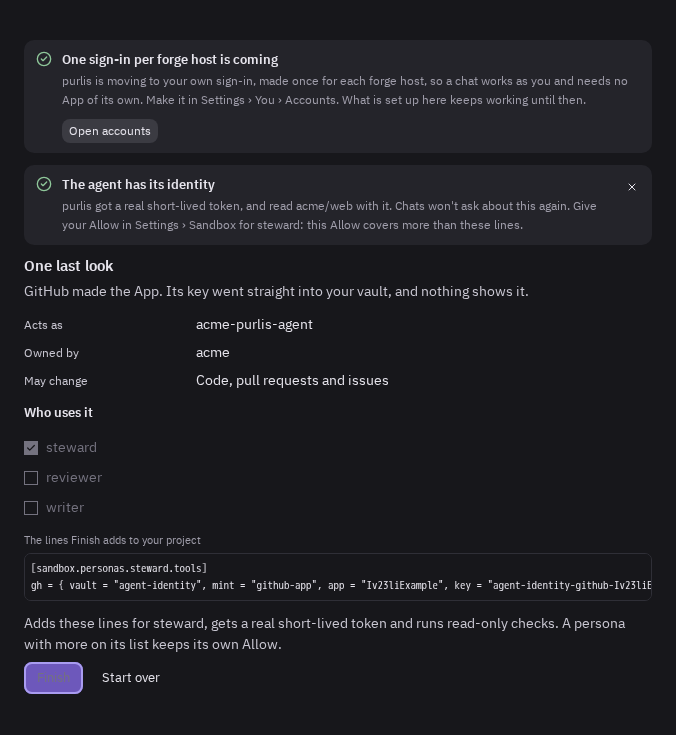 One sign-in per forge host is coming
purlis is moving to your own sign-in, made once for each forge host, so a chat works as you and needs no
App of its own. Make it in Settings › You › Accounts. What is set up here keeps working until then.
Open accounts
The agent has its identity
purlis got a real short-lived token, and read acme/web with it. Chats won't ask about this again. Give
your Allow in Settings › Sandbox for steward: this Allow covers more than these lines.
One last look
GitHub made the App. Its key went straight into your vault, and nothing shows it.
Acts as acme-purlis-agent
Owned by acme
May change Code, pull requests and issues
Who uses it
steward
reviewer
writer
The lines Finish adds to your project
[sandbox.personas.steward.tools]
gh = { vault = "agent-identity", mint = "github-app", app = "Iv23liExample", key = "agent-identity-github-Iv23liE
Adds these lines for steward, gets a real short-lived token and runs read-only checks. A persona
with more on its list keeps its own Allow.
Finish Start over